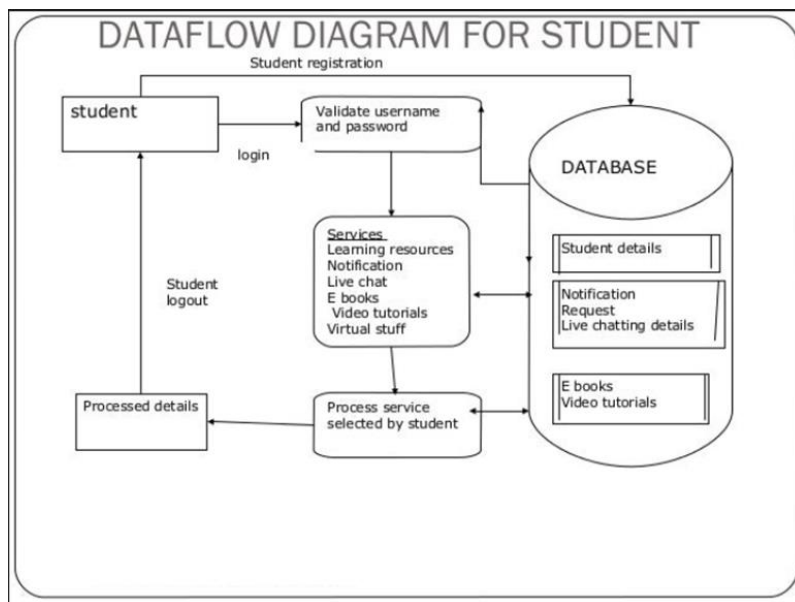 DATAFLOW DIAGRAM FOR STUDENT
Student registration
student
login
Validate username
and password
DATABASE
Services
Learning resources
Notification
Live chat
E books
Video tutorials
Virtual stuff
Student details
Notification
Request
Live chatting details
E books
Video tutorials
Student
logout
Processed details
Process service
selected by student